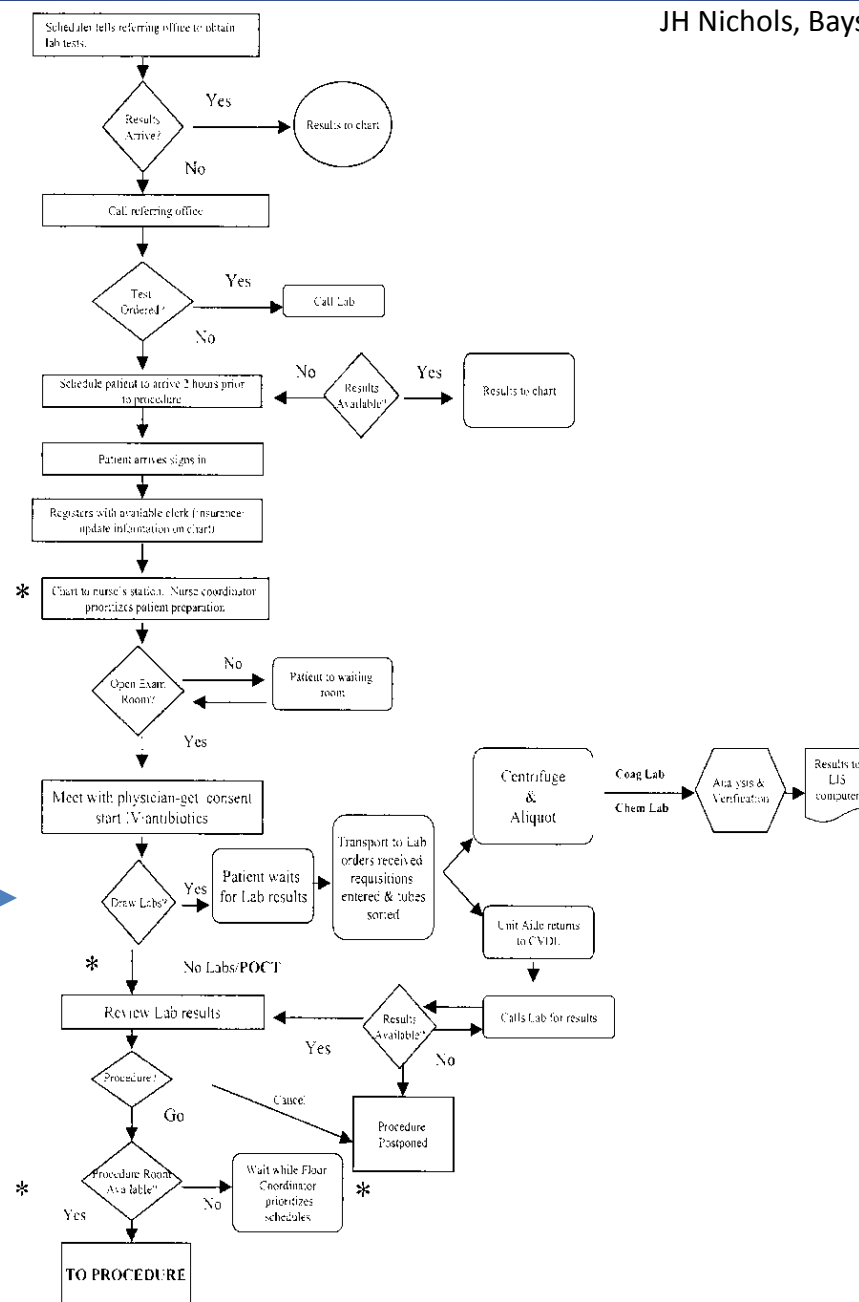 JH Nichols, Bays
Scheduler tells referring office to obtain
lab tests.
Yes
Results
Arrive?
Results to chart
No
Call referring office
Yes
Test
Ordered?
Call Lab
No
Schedule patient to arrive 2 hours prior
to procedure
No
Results
Available?
Yes
Results to chart
Patient arrives signs in
Registers with available clerk (insurance-
update information on chart)
*
Chart to nurse's station. Nurse coordinator
prioritizes patient preparation
No
Open Exam
Room?
Patient to waiting
room
Yes
Meet with physician-get consent
start IV-antibiotics
Centrifuge
&
Aliquot
Coag Lab
Chem Lab
Analysis &
Verification
Results to
LIS
computer
Draw Labs?
Yes
Patient waits
for Lab results
Transport to Lab
orders received
requisitions
entered & tubes
sorted
Unit Aide returns
to CVDL
*
No Labs/POCT
Review Lab results
Results
Available?
Calls Lab for results
Yes
No
Procedure?
Cancel
Go
Procedure
Postponed
*
Procedure Room
Available?
No
Wait while Floor
Coordinator
prioritizes
schedules
*
Yes
TO PROCEDURE